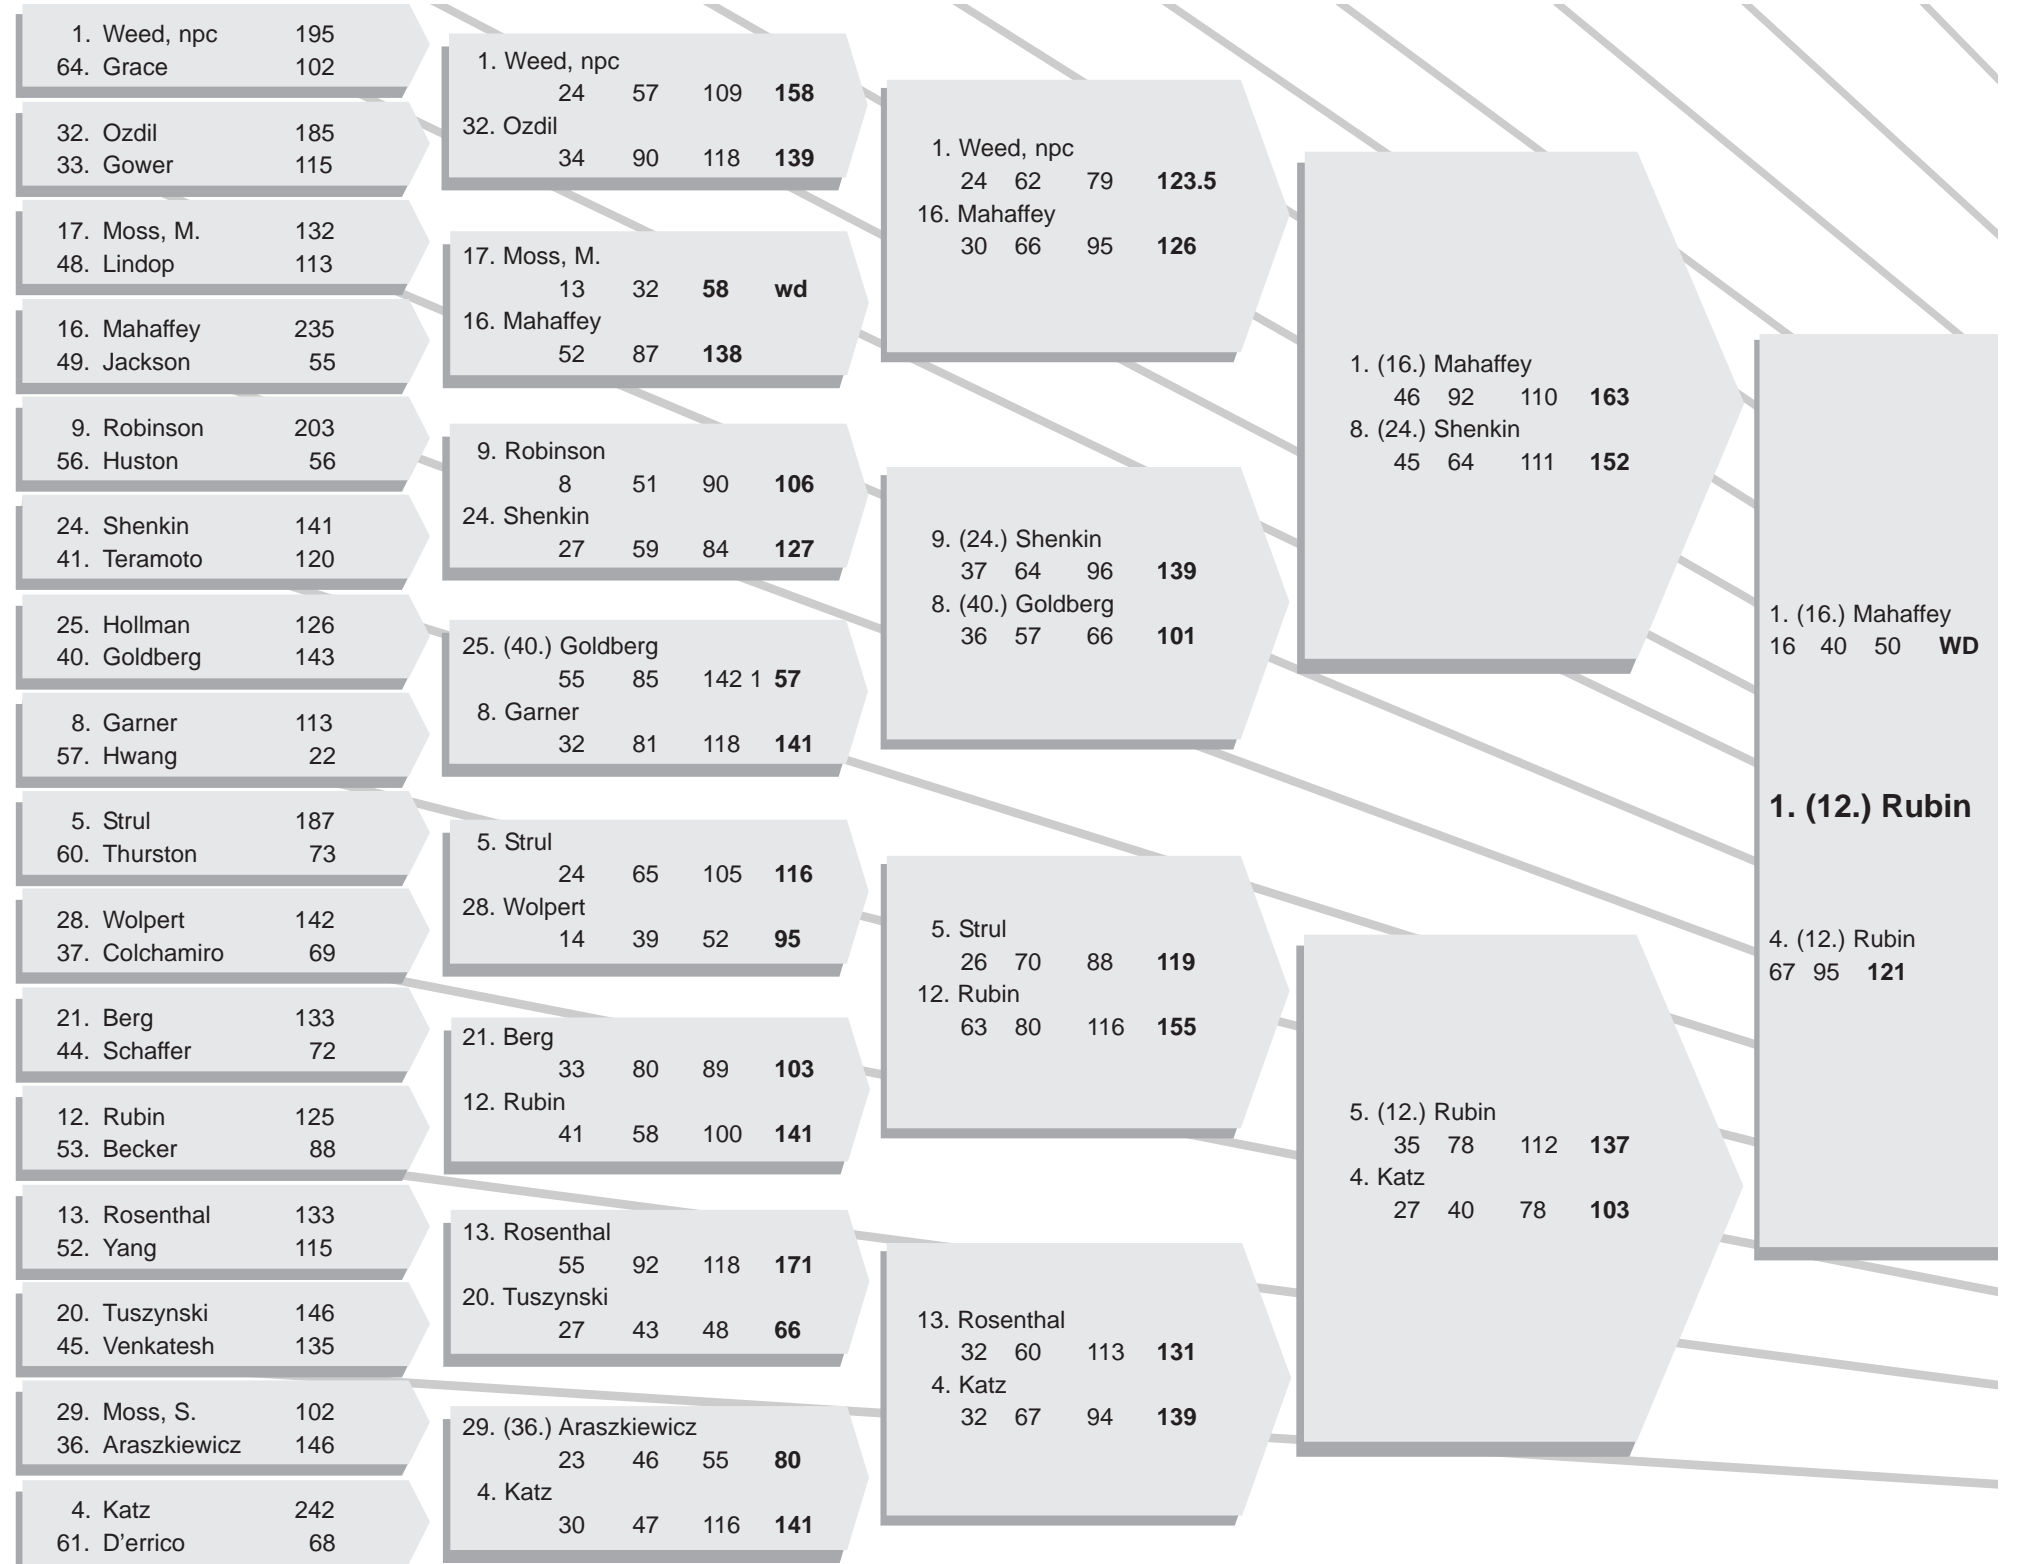 1. Weed, npc 195
64. Grace 102
32. Ozdil 185
33. Gower 115
17. Moss, M. 132
48. Lindop 113
16. Mahaffey 235
49. Jackson 55
9. Robinson 203
56. Huston 56
24. Shenkin 141
41. Teramoto 120
25. Hollman 126
40. Goldberg 143
8. Garner 113
57. Hwang 22
5. Strul 187
60. Thurston 73
28. Wolpert 142
37. Colchamiro 69
21. Berg 133
44. Schaffer 72
12. Rubin 125
53. Becker 88
13. Rosenthal 133
52. Yang 115
20. Tuszynski 146
45. Venkatesh 135
29. Moss, S. 102
36. Araszkiewicz 146
4. Katz 242
61. D'errico 68
1. Weed, npc
24 57 109 158
32. Ozdil
34 90 118 139
17. Moss, M.
13 32 58 wd
16. Mahaffey
52 87 138
9. Robinson
8 51 90 106
24. Shenkin
27 59 84 127
25. (40.) Goldberg
55 85 142 1 57
8. Garner
32 81 118 141
5. Strul
24 65 105 116
28. Wolpert
14 39 52 95
21. Berg
33 80 89 103
12. Rubin
41 58 100 141
13. Rosenthal
55 92 118 171
20. Tuszynski
27 43 48 66
29. (36.) Araszkiewicz
23 46 55 80
4. Katz
30 47 116 141
1. Weed, npc
24 62 79 123.5
16. Mahaffey
30 66 95 126
9. (24.) Shenkin
37 64 96 139
8. (40.) Goldberg
36 57 66 101
5. Strul
26 70 88 119
12. Rubin
63 80 116 155
13. Rosenthal
32 60 113 131
4. Katz
32 67 94 139
1. (16.) Mahaffey
46 92 110 163
8. (24.) Shenkin
45 64 111 152
5. (12.) Rubin
35 78 112 137
4. Katz
27 40 78 103
1. (16.) Mahaffey
16 40 50 WD
1. (12.) Rubin
4. (12.) Rubin
67 95 121